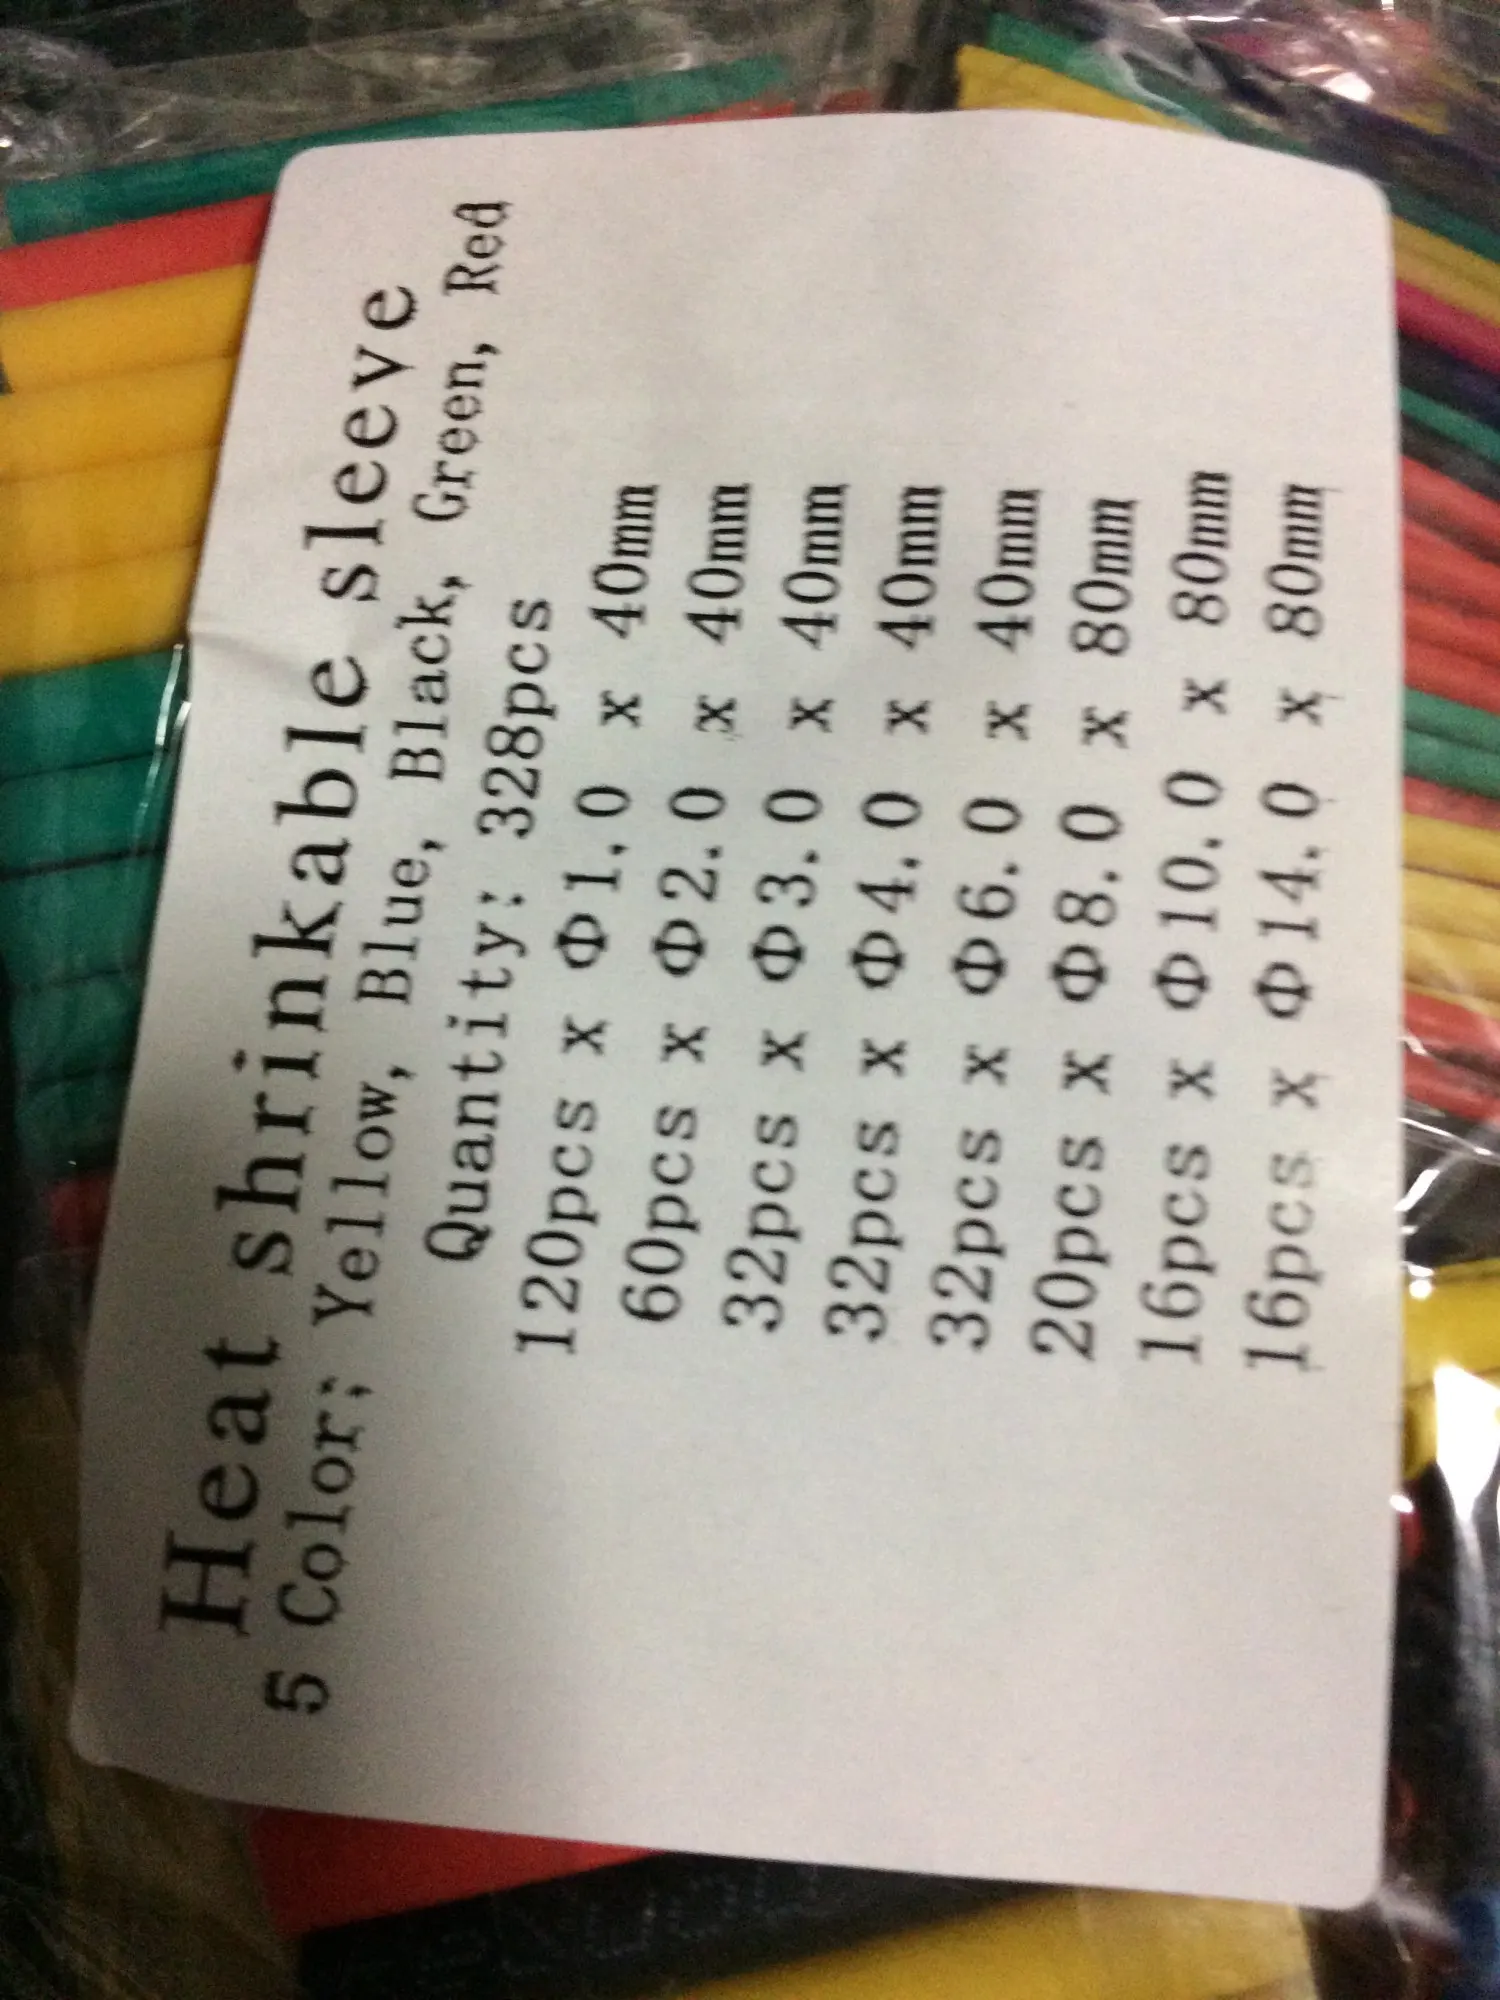 Heat shrinkable sleeve
5 Color; Yellow, Blue, Black, Green, Red
Quantity: 328pcs
120pcs x Φ1.0 x 40mm
60pcs x Φ2.0 x 40mm
32pcs x Φ3.0 x 40mm
32pcs x Φ4.0 x 40mm
32pcs x Φ6.0 x 40mm
20pcs x Φ8.0 x 80mm
16pcs x Φ10.0 x 80mm
16pcs x Φ14.0 x 80mm